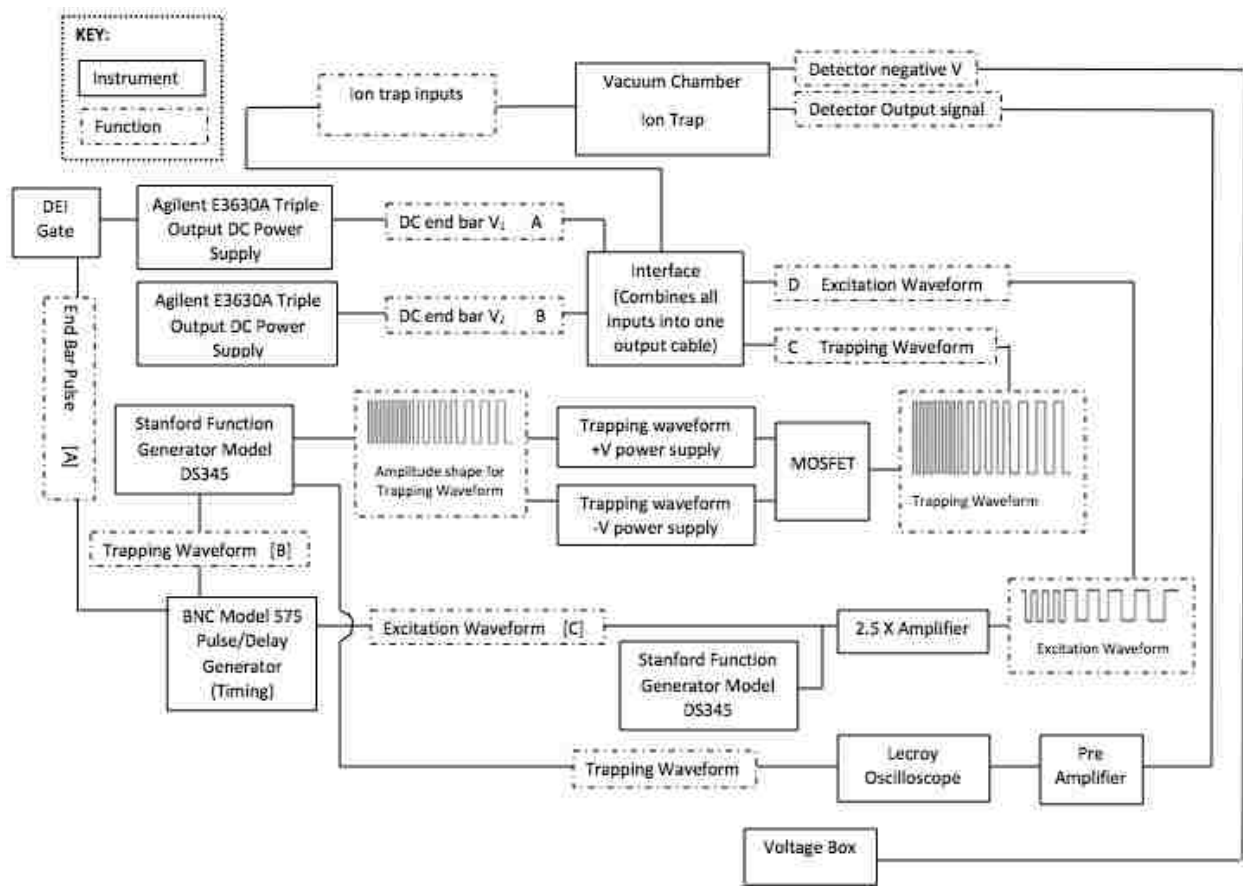 KEY:
Instrument
Function
Ion trap inputs
Vacuum Chamber
Ion Trap
Detector negative V
Detector Output signal
DEI
Gate
Agilent E3630A Triple
Output DC Power
Supply
DC end bar V₁ A
Agilent E3630A Triple
Output DC Power
Supply
DC end bar V₂ B
Interface
(Combines all
inputs into one
output cable)
D Excitation Waveform
C Trapping Waveform
End Bar Pulse [A]
Stanford Function
Generator Model
DS345
Amplitude shape for
Trapping Waveform
Trapping waveform
+V power supply
Trapping waveform
-V power supply
MOSFET
Trapping Waveform
Trapping Waveform [B]
BNC Model 575
Pulse/Delay
Generator
(Timing)
Excitation Waveform [C]
Stanford Function
Generator Model
DS345
2.5 X Amplifier
Excitation Waveform
Trapping Waveform
Lecroy
Oscilloscope
Pre
Amplifier
Voltage Box